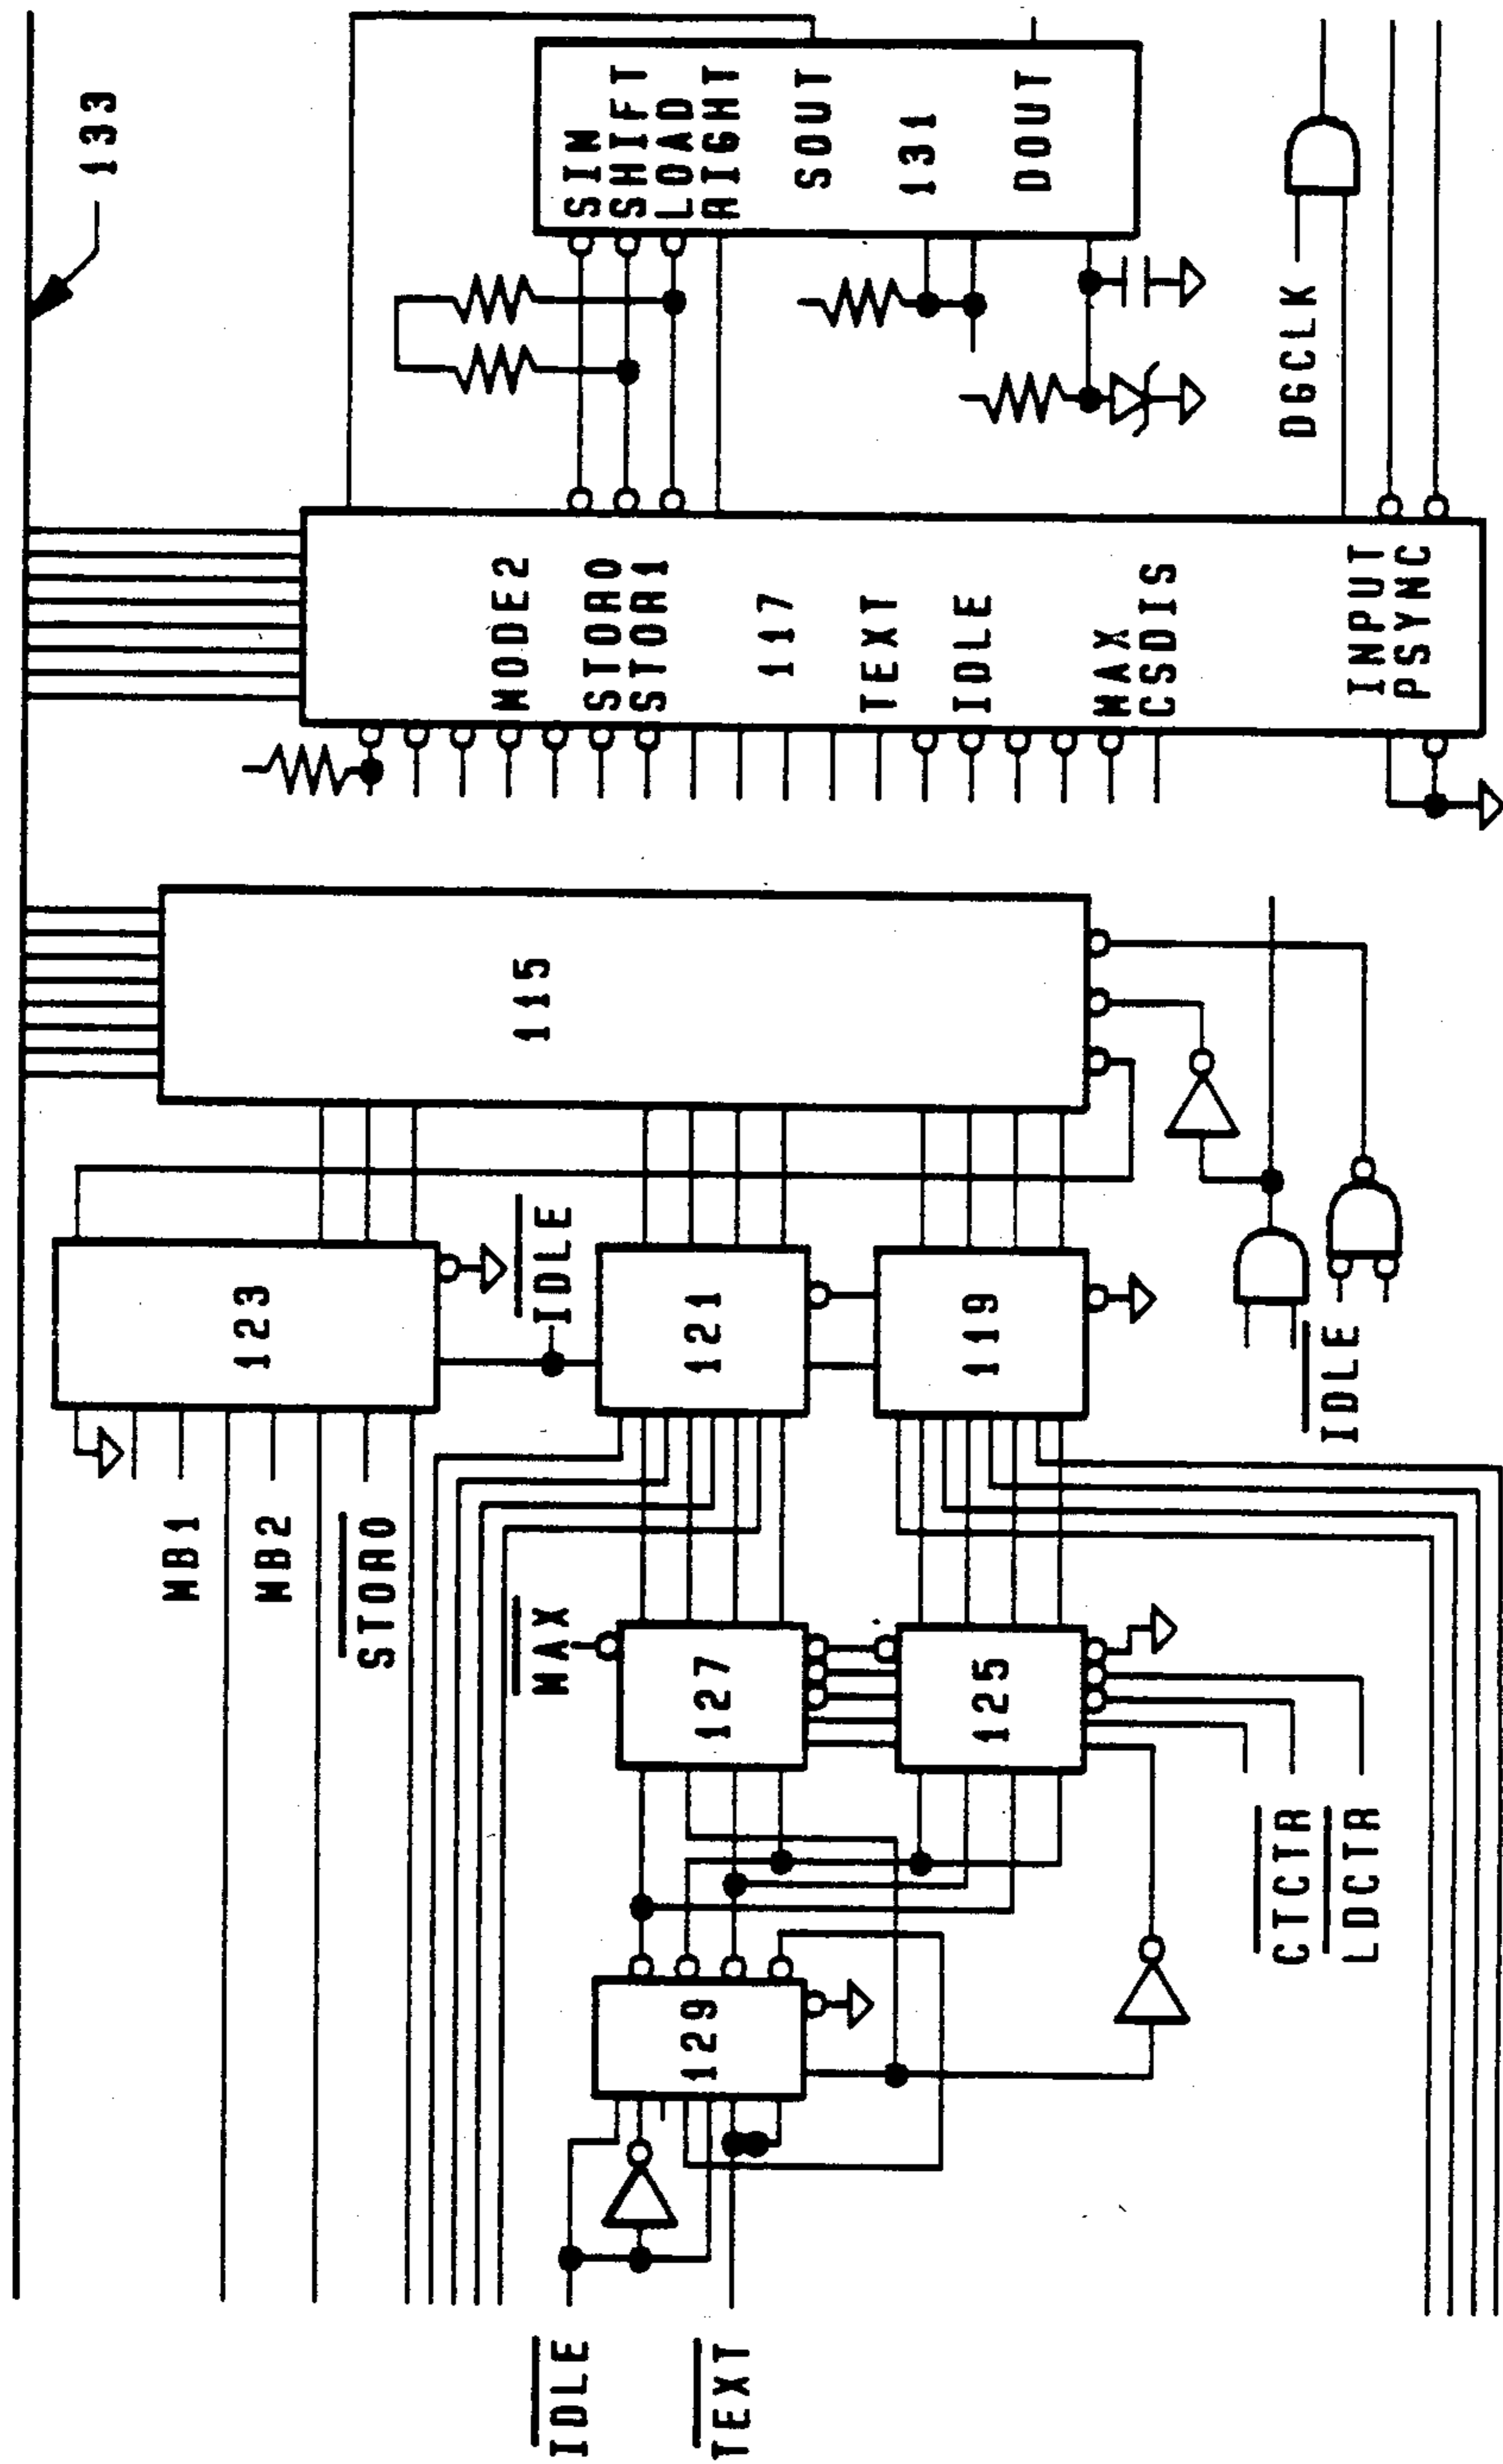 133
MB1
123
MB2
STOR0
IDLE
MAX
IDLE
115
129
127
121
TEXT
125
119
CTCTR
LDCTR
IDLE
MODE2
STOR0
STOR1
117
TEXT
IDLE
MAX
CSDIS
INPUT
PSYNC
SIN
SHIFT
LOAD
RIGHT
SOUT
131
DOUT
DGCLK